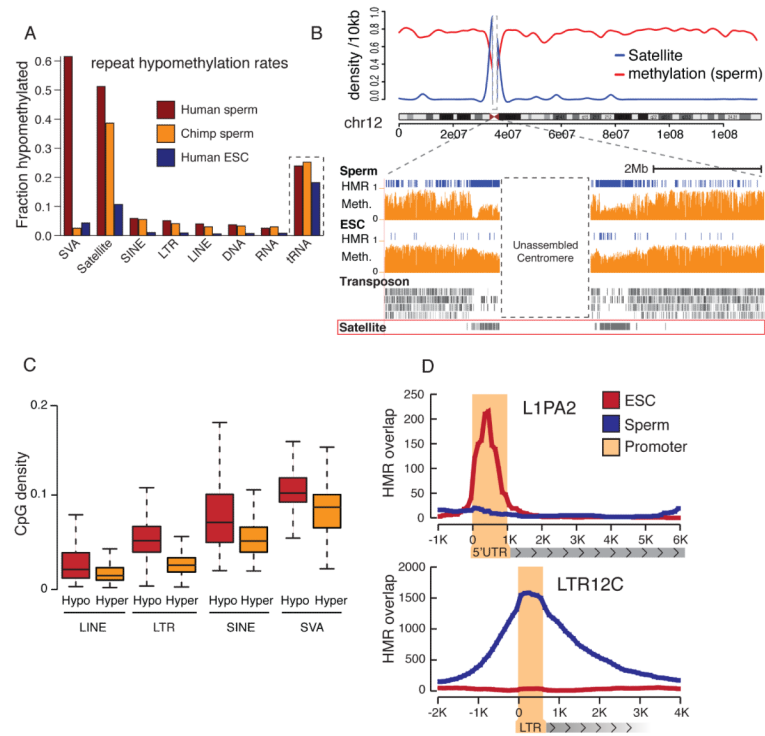 A
repeat hypomethylation rates
Fraction hypomethylated
0.6
0.5
0.4
0.3
0.2
0.1
0.0
Human sperm
Chimp sperm
Human ESC
SVA
Satellite
SINE
LTR
LINE
DNA
RNA
tRNA
B
density /10kb
1.0
0.8
0.6
0.4
0.2
0.0
Satellite
methylation (sperm)
chr12
0
2e07
4e07
6e07
8e07
1e08
1e08
2Mb
Sperm
HMR
1
Meth.
0
ESC
HMR
1
Meth.
0
Unassembled
Centromere
Transposon
Satellite
C
CpG density
0.2
0.1
0
Hypo Hyper Hypo Hyper Hypo Hyper Hypo Hyper
LINE LTR SINE SVA
D
L1PA2
HMR overlap
250
200
150
100
50
0
ESC
Sperm
Promoter
-1K 0 1K 2K 3K 4K 5K 6K
5'UTR
LTR12C
HMR overlap
2000
1500
1000
500
0
-2K -1K 0 1K 2K 3K 4K
LTR